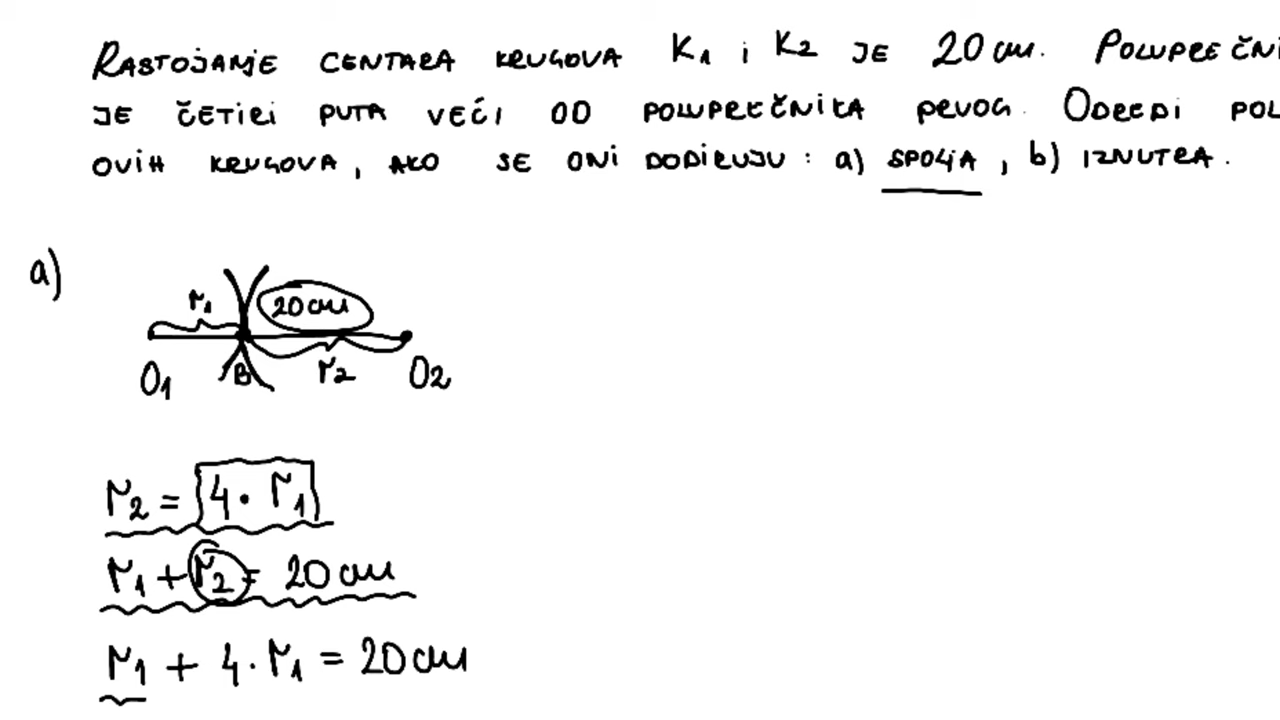 Rastojanje centara krugova K1 i K2 je 20 cm. Poluprečni
je četiri puta veći od poluprečnika prvog. Odredi pol
ovih krugova, ako se oni dodiruju: a) spolja, b) iznutra.
a)
r1 20 cm
O1 B r2 O2
r2 = 4 · r1
r1 + r2 = 20 cm
r1 + 4 · r1 = 20 cm